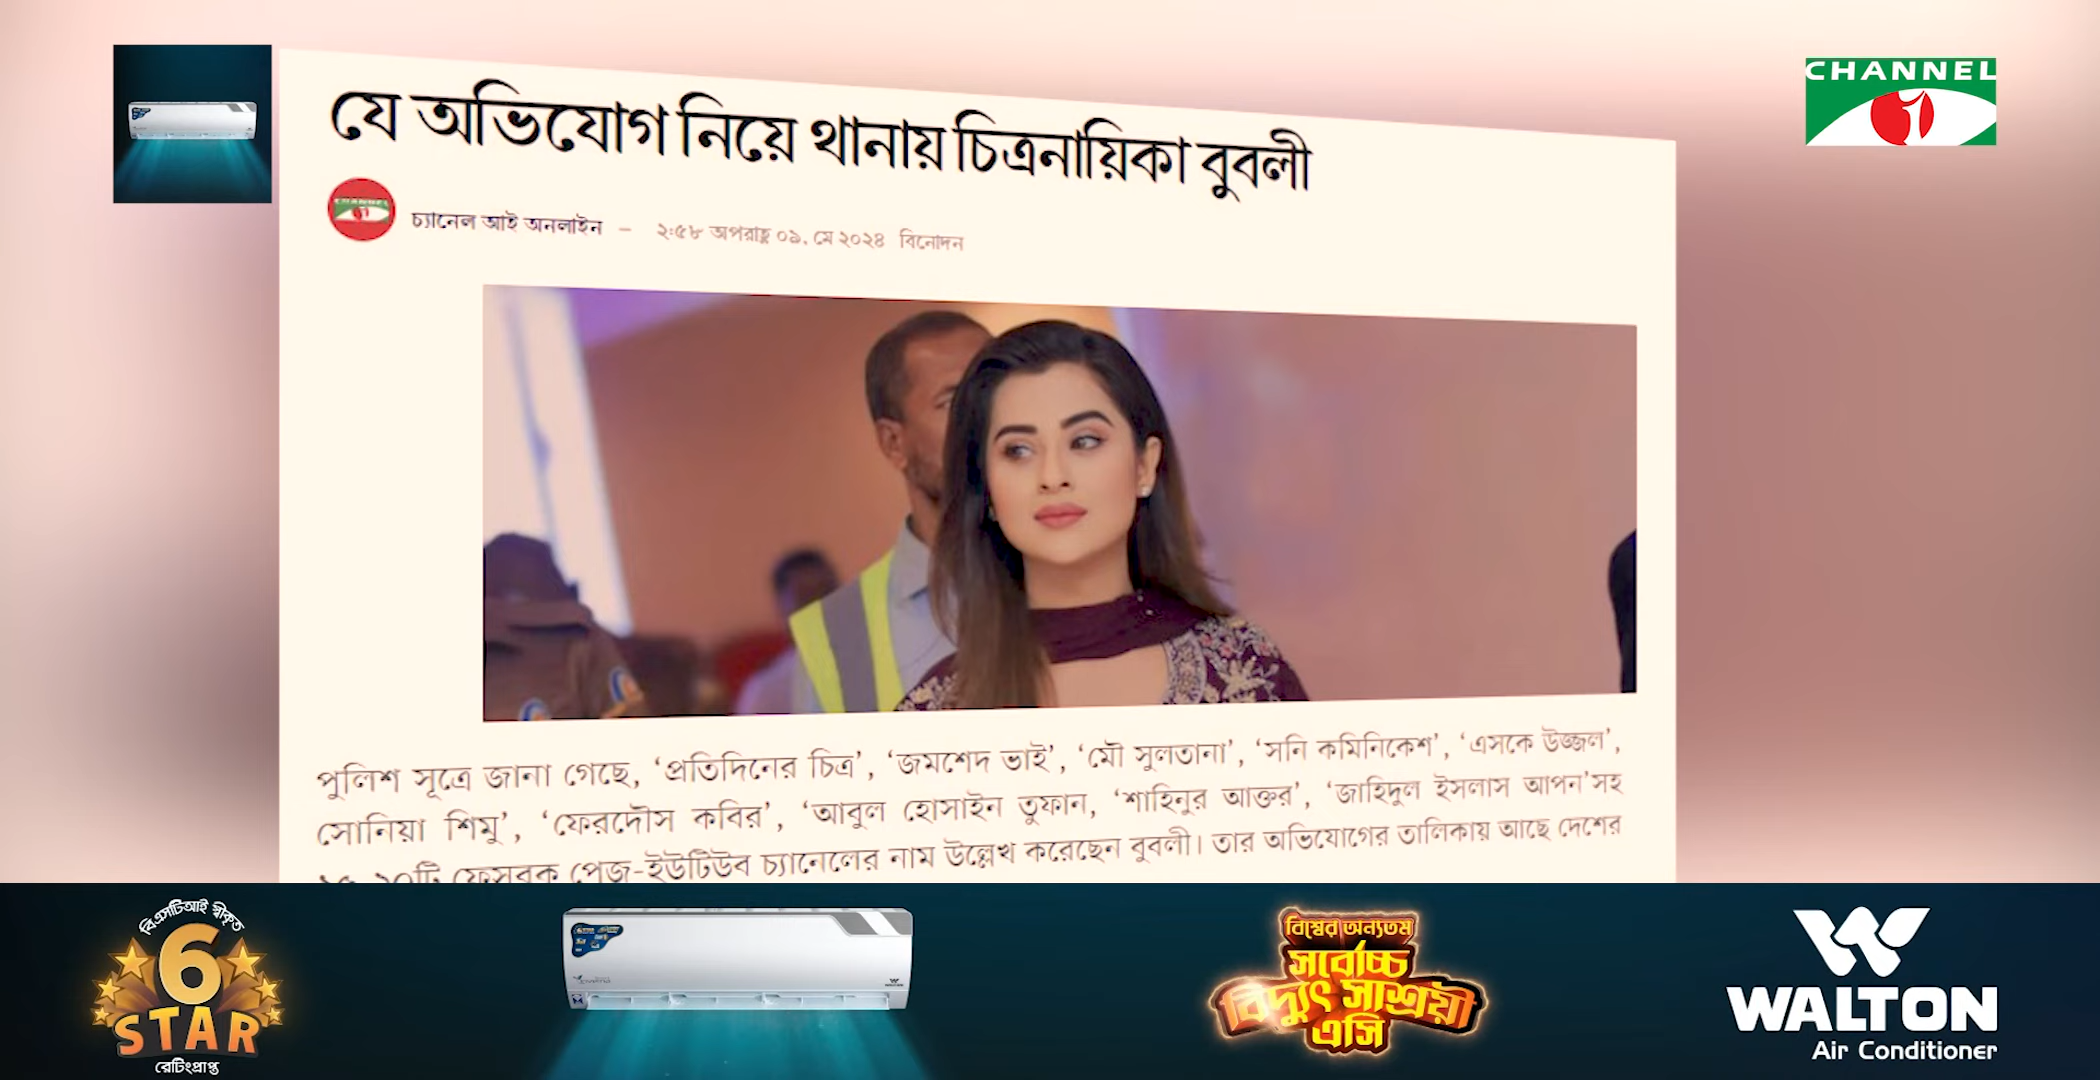 CHANNEL
যে অভিযোগ নিয়ে থানায় চিত্রনায়িকা বুবলী
চ্যানেল আই অনলাইন – ২:৫৮ অপরাহ্ণ ০৯, মে ২০২৪ বিনোদন
পুলিশ সূত্রে জানা গেছে, ‘প্রতিদিনের চিত্র’, ‘জমশেদ ভাই’, ‘মৌ সুলতানা’, ‘সনি কমিনিকেশ’, ‘এসকে উজ্জল’,
সোনিয়া শিমু’, ‘ফেরদৌস কবির’, ‘আবুল হোসাইন তুফান, ‘শাহিনুর আক্তর’, ‘জাহিদুল ইসলাস আপন’সহ
ফেসবুক পেজ-ইউটিউব চ্যানেলের নাম উল্লেখ করেছেন বুবলী। তার অভিযোগের তালিকায় আছে দেশের
বিএসটিআই স্বীকৃত
6
STAR
রেটিংপ্রাপ্ত
বিশ্বের অন্যতম
সর্বোচ্চ
বিদ্যুৎ সাশ্রয়ী
এসি
WALTON
Air Conditioner